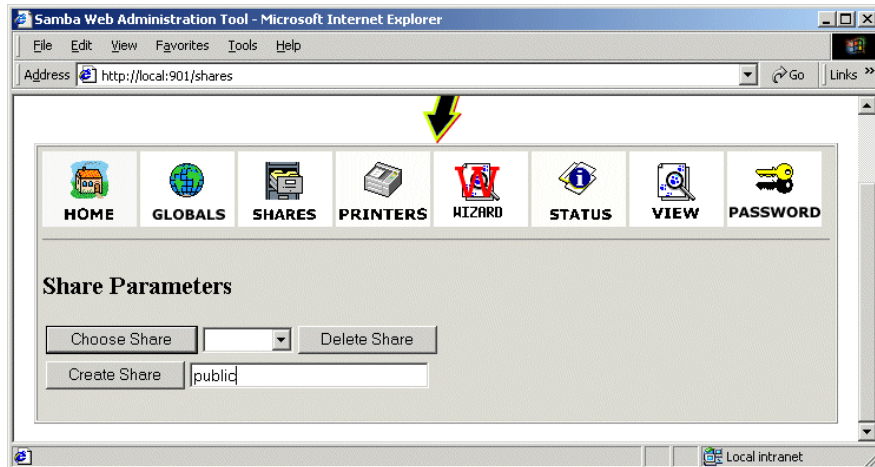 Samba Web Administration Tool - Microsoft Internet Explorer
File Edit View Favorites Tools Help
Address http://local:901/shares Go Links »
HOME GLOBALS SHARES PRINTERS WIZARD STATUS VIEW PASSWORD
Share Parameters
Choose Share Delete Share
Create Share public
Local intranet